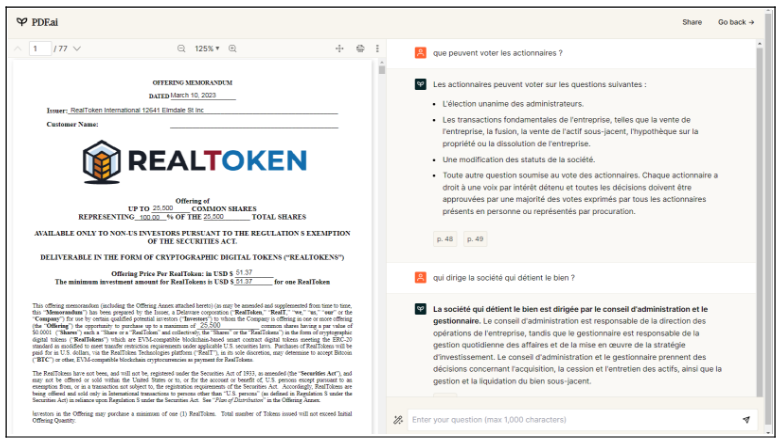 PDF.ai
Share Go back →
1 / 77
125%
OFFERING MEMORANDUM
DATED March 10, 2023
Issuer: RealToken International 12641 Elmdale St Inc
Customer Name:
REALTOKEN
Offering of
UP TO 25,500 COMMON SHARES
REPRESENTING 100.00 % OF THE 25,500 TOTAL SHARES
AVAILABLE ONLY TO NON-US INVESTORS PURSUANT TO THE REGULATION S EXEMPTION
OF THE SECURITIES ACT.
DELIVERABLE IN THE FORM OF CRYPTOGRAPHIC DIGITAL TOKENS ("REALTOKENS")
Offering Price Per RealToken: in USD $ 51.37
The minimum investment amount for RealTokens is USD $ 51.37 for one RealToken
This offering memorandum (including the Offering Annex attached hereto) (as may be amended and supplemented from time to time,
this "Memorandum") has been prepared by the Issuer, a Delaware corporation ("RealToken," "RealT," "we," "us," "our" or the
"Company") for use by certain qualified potential investors ("Investors") to whom the Company is offering in one or more offering
(the "Offering") the opportunity to purchase up to a maximum of 25,500 common shares having a par value of
$0.0001 ("Shares") each a "Share or a "RealToken" and collectively, the "Shares" or the "RealTokens") in the form of cryptographic
digital tokens ("RealTokens") which are EVM-compatible blockchain-based smart contract digital tokens meeting the ERC-20
standard as modified to meet transfer restriction requirements under applicable U.S. securities laws. Purchases of RealTokens will be
paid for in U.S. dollars, via the RealToken Technologies platform ("RealT"), in its sole discretion, may determine to accept Bitcoin
("BTC") or other, EVM-compatible blockchain cryptocurrencies as payment for RealTokens.
The RealTokens have not been, and will not be, registered under the Securities Act of 1933, as amended (the "Securities Act"), and
may not be offered or sold within the United States or to, or for the account or benefit of, U.S. persons except pursuant to an
exemption from, or in a transaction not subject to, the registration requirements of the Securities Act. Accordingly, RealTokens are
being offered and sold only in International transactions to persons other than "U.S. persons" (as defined in Regulation S under the
Securities Act) in reliance upon Regulation S under the Securities Act. See "Plan of Distribution" in the Offering Annex.
Investors in the Offering may purchase a minimum of one (1) RealToken. Total number of Tokens issued will not exceed Initial
Offering Quantity.
que peuvent voter les actionnaires ?
Les actionnaires peuvent voter sur les questions suivantes :
• L'élection unanime des administrateurs.
• Les transactions fondamentales de l'entreprise, telles que la vente de
l'entreprise, la fusion, la vente de l'actif sous-jacent, l'hypothèque sur la
propriété ou la dissolution de l'entreprise.
• Une modification des statuts de la société.
• Toute autre question soumise au vote des actionnaires. Chaque actionnaire a
droit à une voix par intérêt détenu et toutes les décisions doivent être
approuvées par une majorité des votes exprimés par tous les actionnaires
présents en personne ou représentés par procuration.
p. 48 p. 49
qui dirige la société qui détient le bien ?
La société qui détient le bien est dirigée par le conseil d'administration et le
gestionnaire. Le conseil d'administration est responsable de la direction des
opérations de l'entreprise, tandis que le gestionnaire est responsable de la
gestion quotidienne des affaires et de la mise en œuvre de la stratégie
d'investissement. Le conseil d'administration et le gestionnaire prennent des
décisions concernant l'acquisition, la cession et l'entretien des actifs, ainsi que la
gestion et la liquidation du bien sous-jacent.
Enter your question (max 1,000 characters)